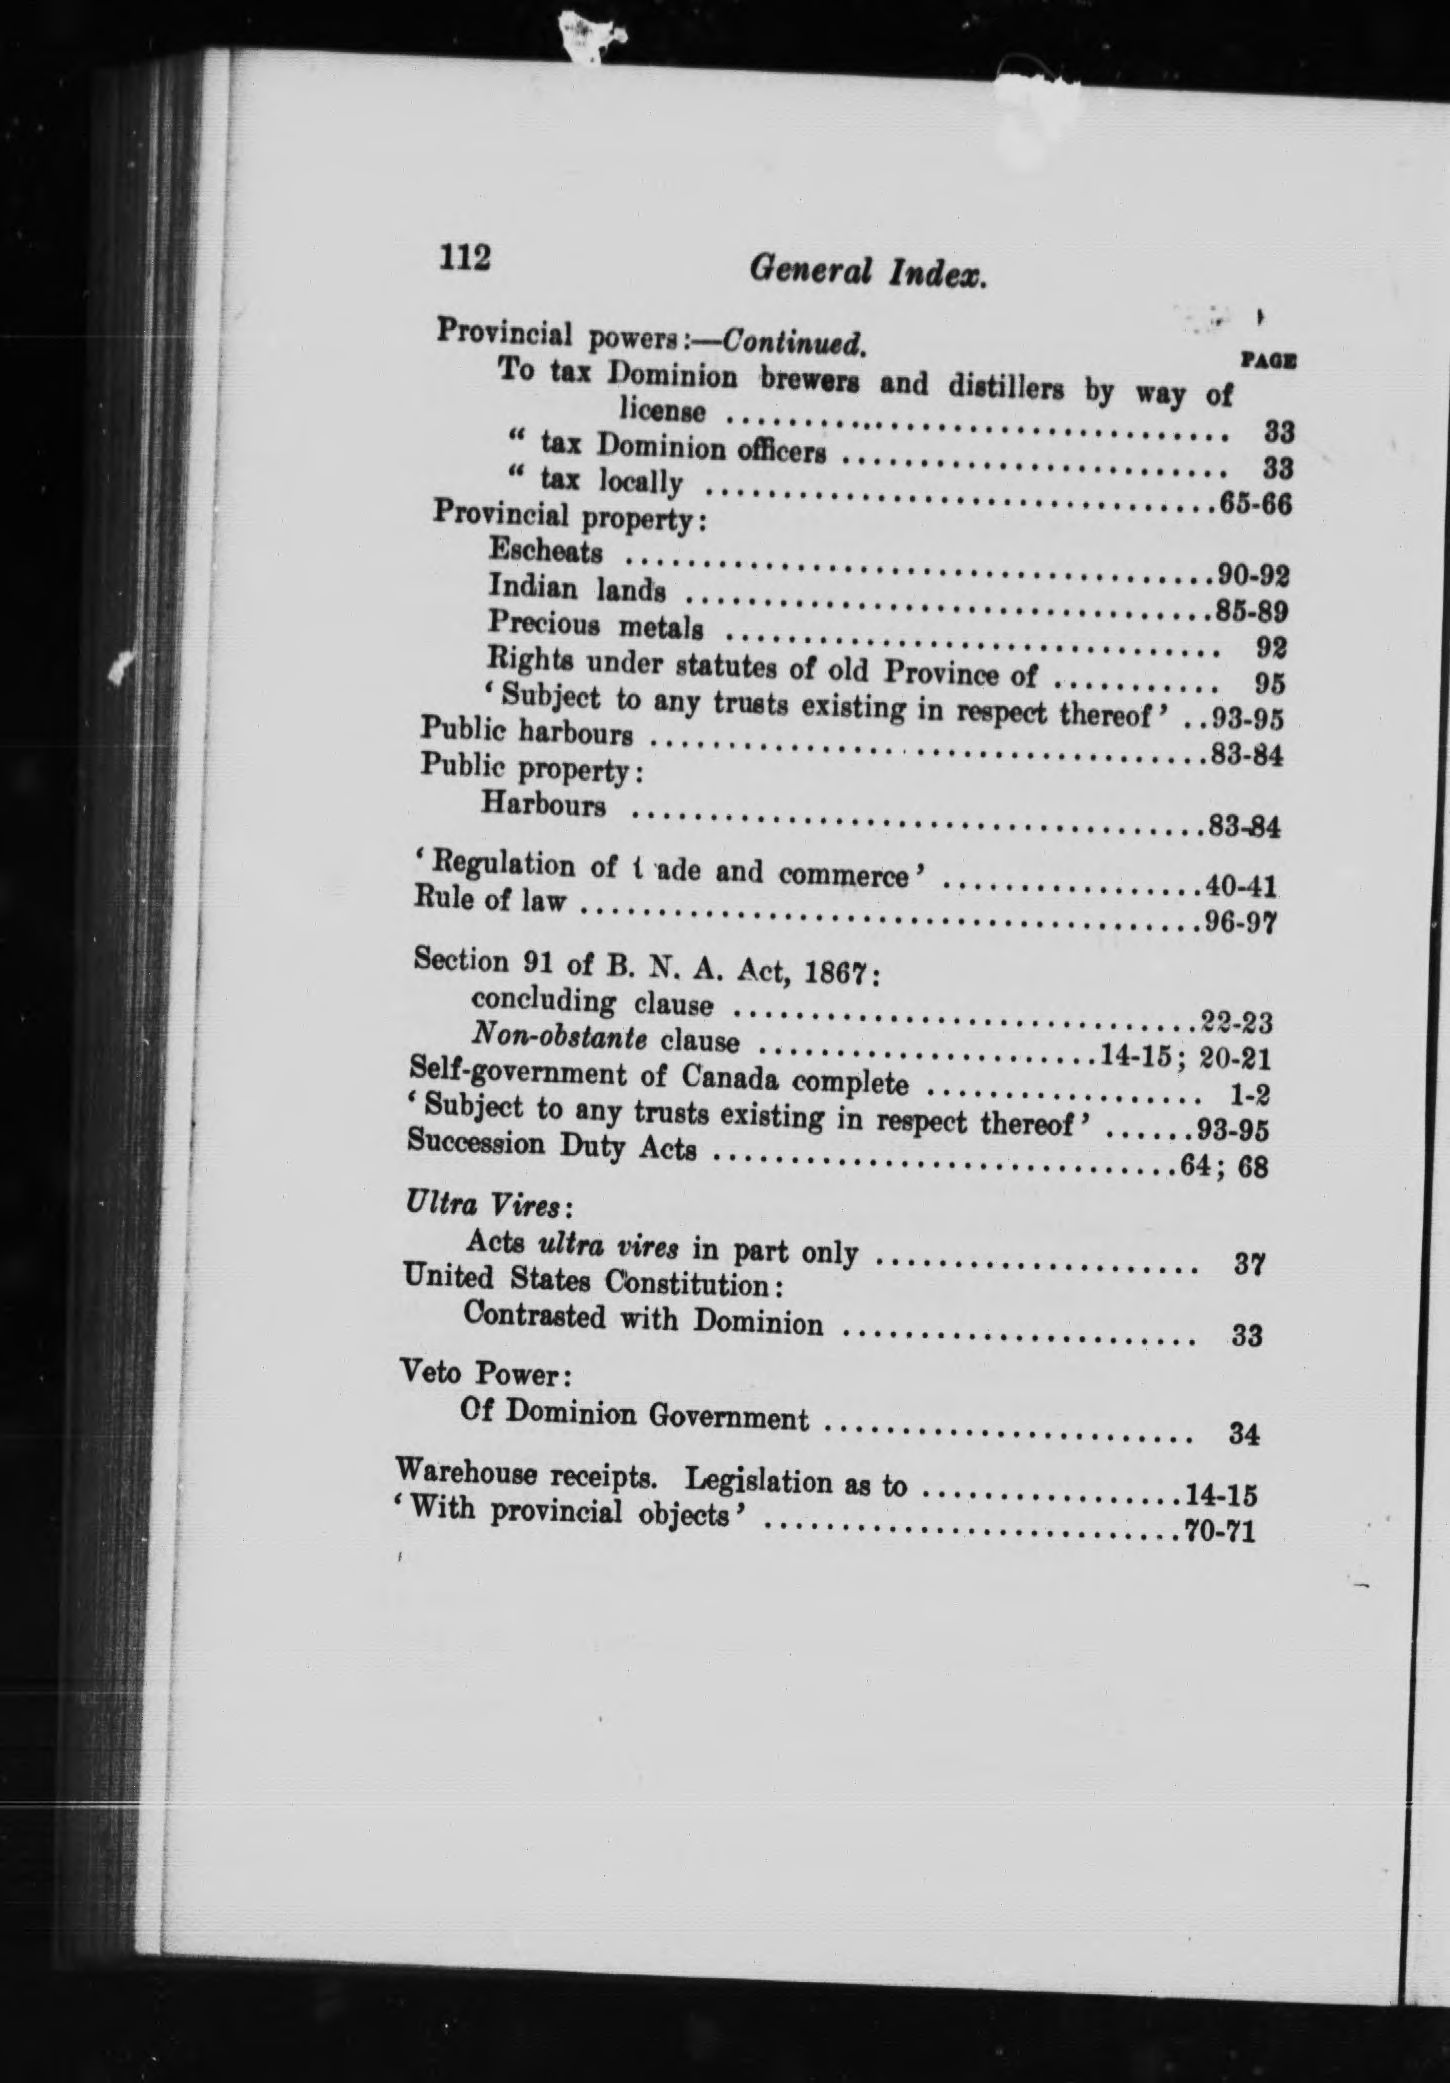 112 General Index.
Provincial powers:—Continued.
PAGE
To tax Dominion brewers and distillers by way of
license .................................... 33
“ tax Dominion officers ......................... 33
“ tax locally .................................65-66
Provincial property:
Escheats ......................................90-92
Indian lands ..................................85-89
Precious metals ................................ 92
Rights under statutes of old Province of ........... 95
‘Subject to any trusts existing in respect thereof’ ..93-95
Public harbours ....................................83-84
Public property:
Harbours .....................................83-84
‘Regulation of t ade and commerce’ .................40-41
Rule of law ........................................96-97
Section 91 of B. N. A. Act, 1867:
concluding clause ..............................22-23
Non-obstante clause ......................14-15; 20-21
Self-government of Canada complete .................. 1-2
‘Subject to any trusts existing in respect thereof’ ......93-95
Succession Duty Acts ..............................64; 68
Ultra Vires:
Acts ultra vires in part only ..................... 37
United States Constitution:
Contrasted with Dominion ....................... 33
Veto Power:
Of Dominion Government ........................ 34
Warehouse receipts. Legislation as to .................14-15
‘With provincial objects’ ...........................70-71